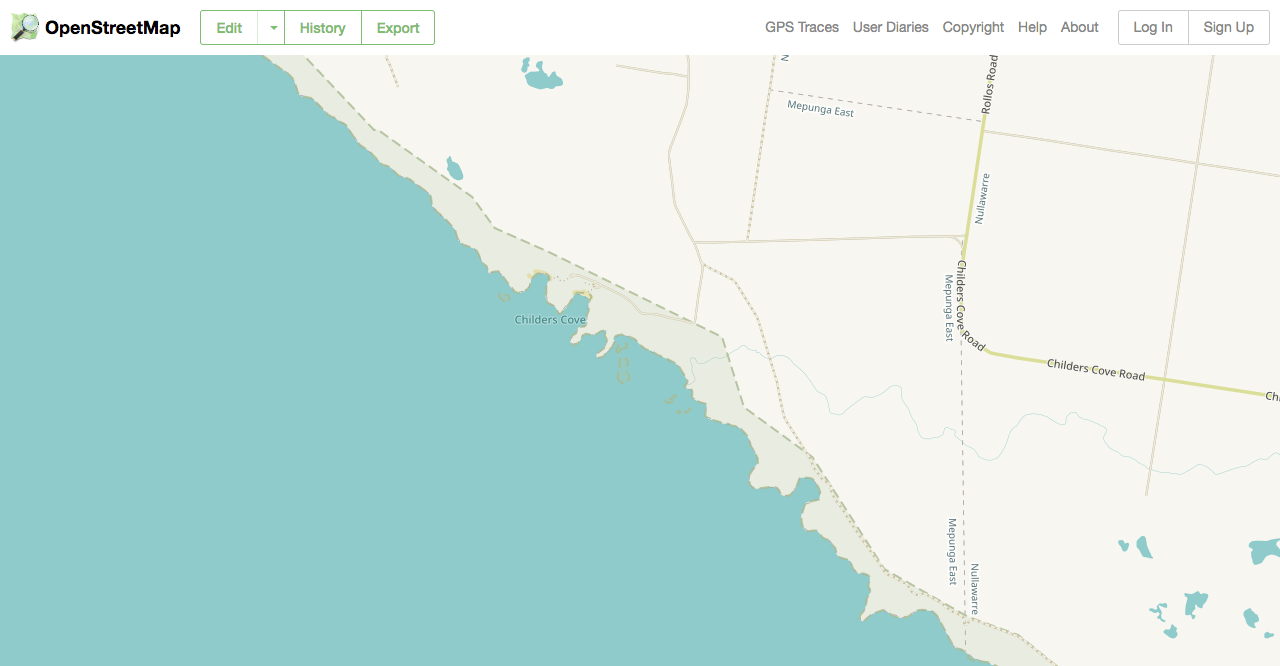 OpenStreetMap
Edit
History
Export
GPS Traces
User Diaries
Copyright
Help
About
Log In
Sign Up
Rollos Road
Mepunga East
Nullawarre
Childers Cove Road
Mepunga East
Childers Cove
Childers Cove Road
Mepunga East
Nullawarre